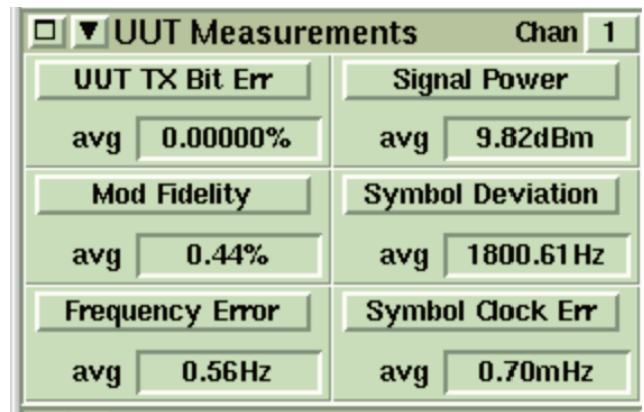 UUT Measurements Chan 1
UUT TX Bit Err Signal Power
avg 0.00000% avg 9.82dBm
Mod Fidelity Symbol Deviation
avg 0.44% avg 1800.61Hz
Frequency Error Symbol Clock Err
avg 0.56Hz avg 0.70mHz